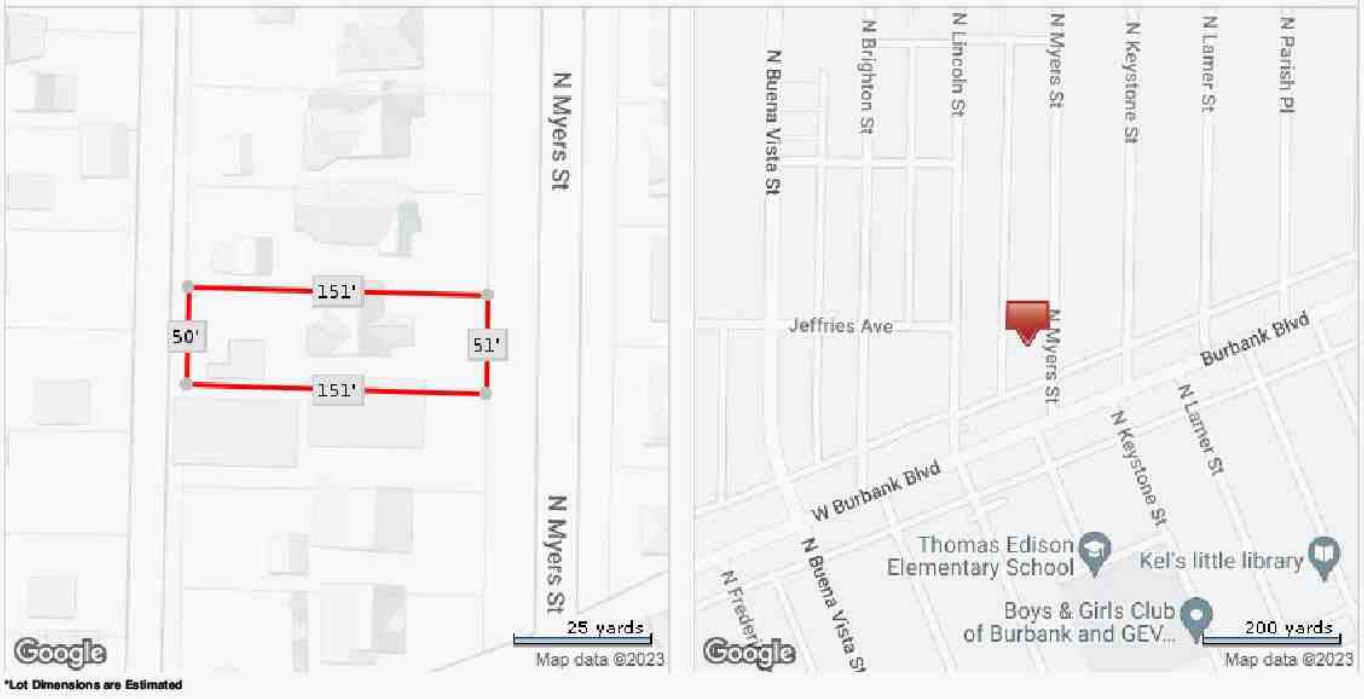 N Myers St
151'
50'
51'
151'
N Myers St
25 yards
Google
Map data ©2023
N Buena Vista St
N Brighton St
N Lincoln St
N Myers St
N Keystone St
N Lamer St
N Parish Pl
Jeffries Ave
N Myers St
Burbank Blvd
W Burbank Blvd
N Keystone St
N Lamer St
Thomas Edison
Elementary School
Kel's little library
N Buena Vista St
Boys & Girls Club
of Burbank and GEV...
200 yards
Google
Map data ©2023
*Lot Dimensions are Estimated